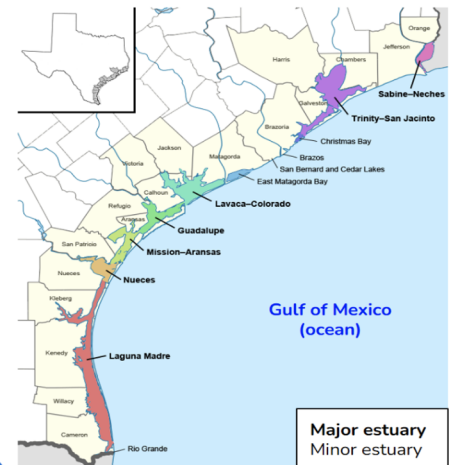 Orange
Jefferson
Chambers
Harris
Sabine–Neches
Galveston
Trinity–San Jacinto
Brazoria
Christmas Bay
Jackson
Brazos
Matagorda
San Bernard and Cedar Lakes
Victoria
East Matagorda Bay
Calhoun
Lavaca–Colorado
Refugio
Aransas
Guadalupe
San Patricio
Mission–Aransas
Nueces
Nueces
Kleberg
Gulf of Mexico
(ocean)
Kenedy
Laguna Madre
Willacy
Cameron
Rio Grande
Major estuary
Minor estuary